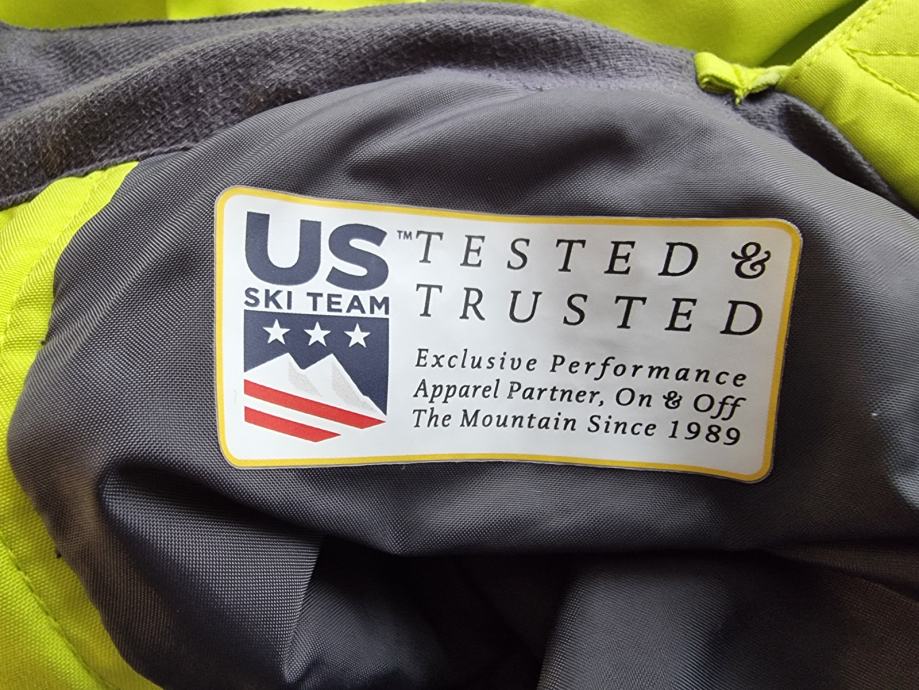 US™
SKI TEAM
TESTED &
TRUSTED
Exclusive Performance
Apparel Partner, On & Off
The Mountain Since 1989